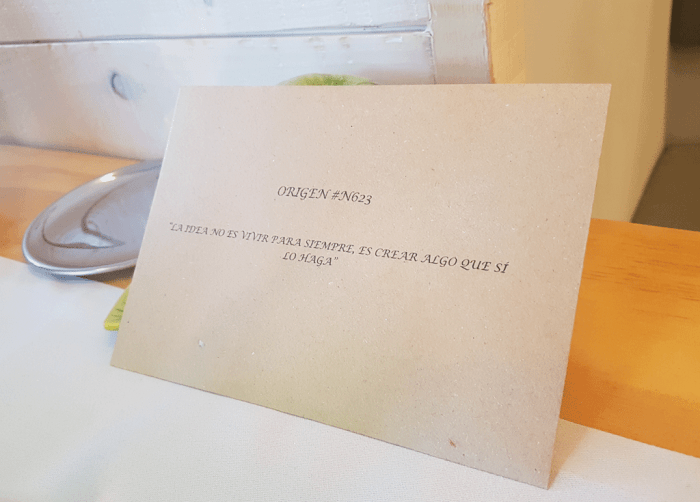 ORIGEN #N623
"LA IDEA NO ES VIVIR PARA SIEMPRE, ES CREAR ALGO QUE SÍ
LO HAGA"